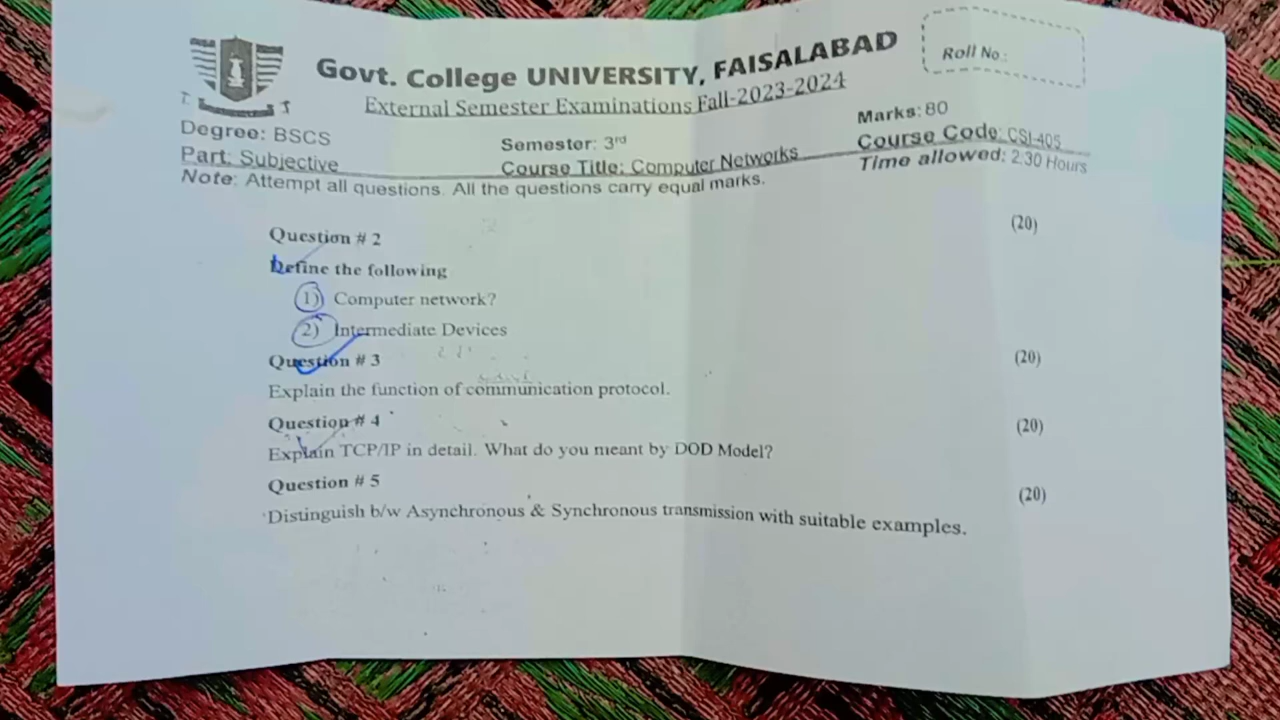 Govt. College UNIVERSITY, FAISALABAD
Roll No.:
External Semester Examinations Fall-2023-2024
Degree: BSCS
Semester: 3rd
Marks: 80
Part: Subjective
Course Title: Computer Networks
Course Code: CSI-405
Note: Attempt all questions. All the questions carry equal marks.
Time allowed: 2:30 Hours
Question # 2
(20)
Define the following
1) Computer network?
2) Intermediate Devices
Question # 3
(20)
Explain the function of communication protocol.
Question # 4
(20)
Explain TCP/IP in detail. What do you meant by DOD Model?
Question # 5
(20)
Distinguish b/w Asynchronous & Synchronous transmission with suitable examples.